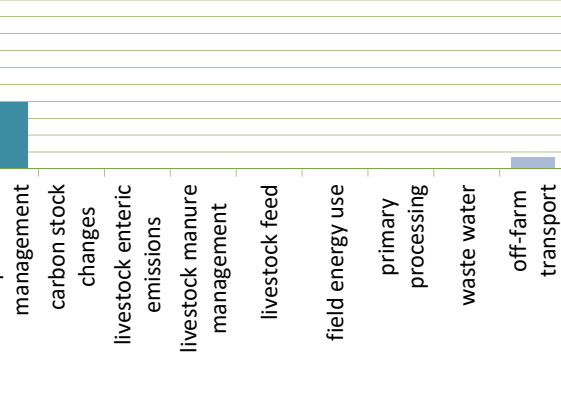 management
carbon stock
changes
livestock enteric
emissions
livestock manure
management
livestock feed
field energy use
primary
processing
waste water
off-farm
transport